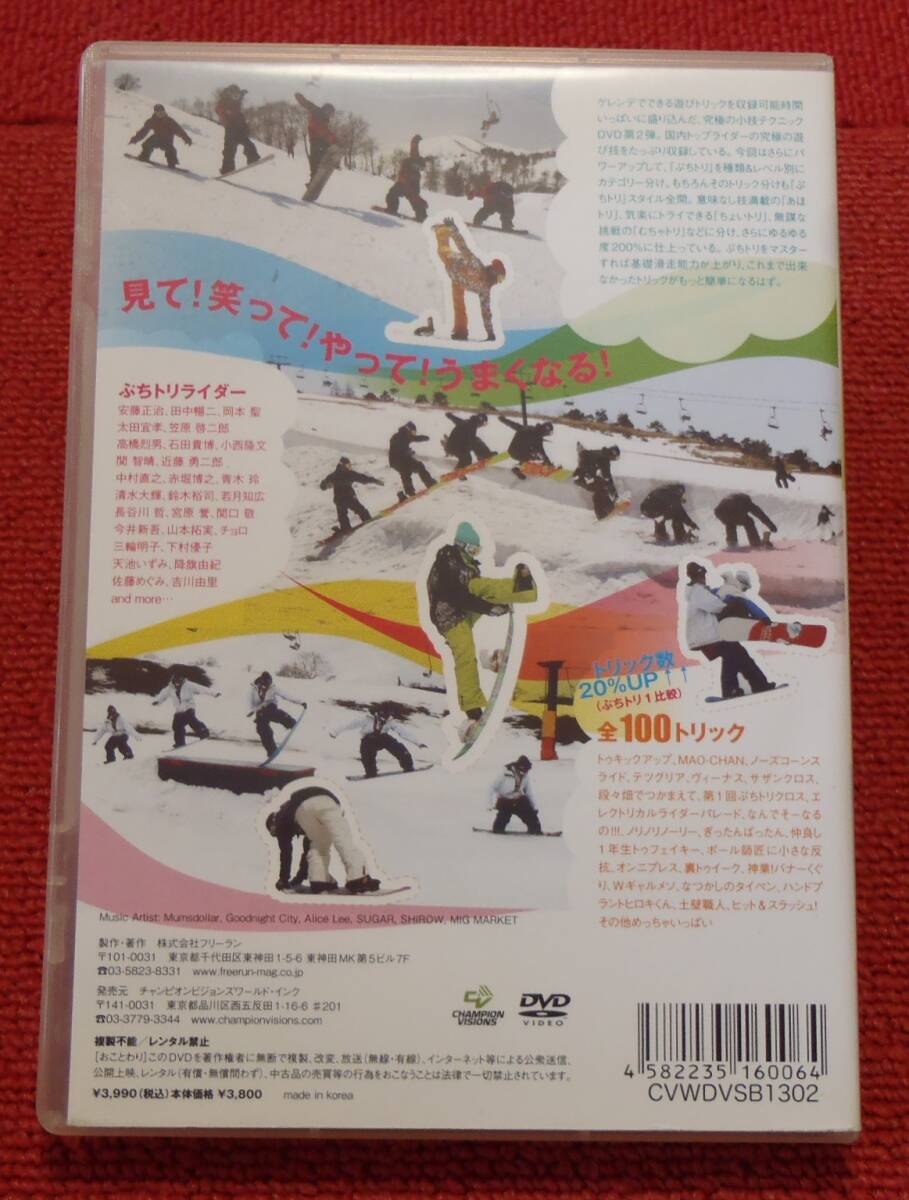 ゲレンデでできる遊びトリックを収録可能時間
いっぱいに盛り込んだ、究極の小技テクニック
DVD第2弾。国内トップライダーの究極の遊
び技をたっぷり収録している。今回はさらにパ
ワーアップして、「ぷちトリ」を種類&レベル別に
カテゴリー分け。もちろんそのトリック分けも「ぷ
ちトリ」スタイル全開。意味なし技満載の「あほ
トリ」、気楽にトライできる「ちょいトリ」、無謀な
挑戦の「むちゃトリ」などに分け、さらにゆるゆる
度200%に仕上っている。ぷちトリをマスター
すれば基礎滑走能力が上がり、これまで出来
なかったトリックがもっと簡単になるはず。
見て!笑って!やって!うまくなる!
ぷちトリライダー
安藤正治、田中暢二、岡本 聖
太田宜孝、笠原 啓二郎
高橋烈男、石田貴博、小西隆文
関 智晴、近藤 勇二郎
中村直之、赤堀博之、青木 玲
清水大輝、鈴木裕司、若月知広
長谷川 哲、宮原 誉、関口 敬
今井新吾、山本拓実、チョロ
三輪明子、下村優子
天池いずみ、降旗由紀
佐藤めぐみ、吉川由里
and more…
トリック数
20%UP↑↑
(ぷちトリ1比較)
全100トリック
トゥキックアップ、MAO-CHAN、ノーズコーンス
ライド、テツグリア、ヴィーナス、サザンクロス、
段々畑でつかまえて、第1回ぷちトリクロス、エ
レクトリカルライダーパレード、なんでそーなる
の!!!、ノリノリノーリー、ぎったんばったん、仲良し
1年生トゥフェイキー、ポール師匠に小さな反
抗、オンニプレス、裏トゥイーク、神業!バナーくぐ
り、Wギャルメソ、なつかしのタイペン、ハンドプ
ラントヒロキくん、土壁職人、ヒット&スラッシュ!
その他めっちゃいっぱい
Music Artist: Mumsdollar, Goodnight City, Alice Lee, SUGAR, SHIROW, MIG MARKET
製作・著作 株式会社フリーラン
〒101-0031 東京都千代田区東神田1-5-6 東神田MK第5ビル7F
☎03-5823-8331 www.freerun-mag.co.jp
発売元 チャンピオンビジョンズワールド・インク
〒141-0031 東京都品川区西五反田1-16-6 #201
☎03-3779-3344 www.championvisions.com
CHAMPION
VISIONS
DVD
VIDEO
複製不能/レンタル禁止
[おことわり]このDVDを著作権者に無断で複製、改変、放送(無線・有線)、インターネット等による公衆送信、
公開上映、レンタル(有償・無償問わず)、中古品の売買等の行為をおこなうことは法律で一切禁止されています。
¥3,990(税込)本体価格 ¥3,800 made in korea
4 582235 160064
CVWDVSB1302